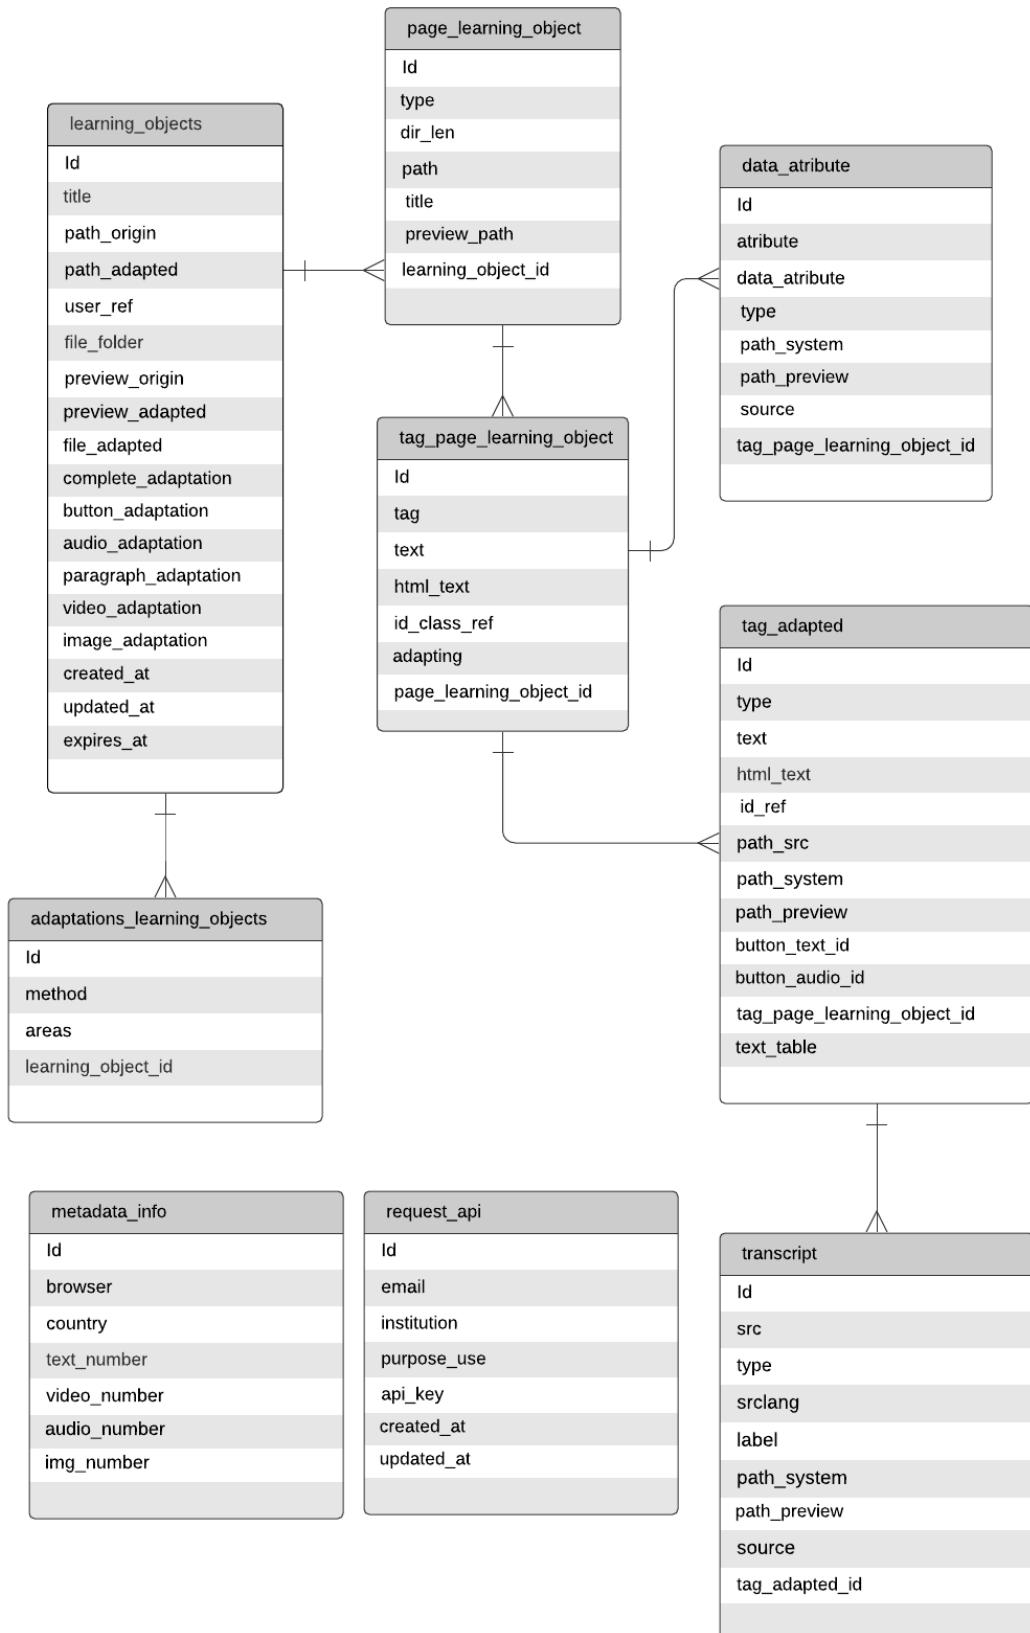 page_learning_object
Id
type
dir_len
path
title
preview_path
learning_object_id
learning_objects
Id
title
path_origin
path_adapted
user_ref
file_folder
preview_origin
preview_adapted
file_adapted
complete_adaptation
button_adaptation
audio_adaptation
paragraph_adaptation
video_adaptation
image_adaptation
created_at
updated_at
expires_at
data_atribute
Id
atribute
data_atribute
type
path_system
path_preview
source
tag_page_learning_object_id
tag_page_learning_object
Id
tag
text
html_text
id_class_ref
adapting
page_learning_object_id
tag_adapted
Id
type
text
html_text
id_ref
path_src
path_system
path_preview
button_text_id
button_audio_id
tag_page_learning_object_id
text_table
adaptations_learning_objects
Id
method
areas
learning_object_id
metadata_info
Id
browser
country
text_number
video_number
audio_number
img_number
request_api
Id
email
institution
purpose_use
api_key
created_at
updated_at
transcript
Id
src
type
srclang
label
path_system
path_preview
source
tag_adapted_id